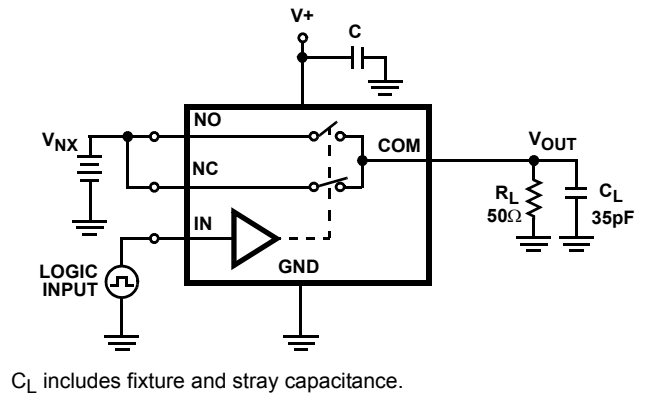 V+
C
NO
V_NX
COM
V_OUT
NC
R_L
50Ω
C_L
35pF
IN
LOGIC
INPUT
GND
C_L includes fixture and stray capacitance.